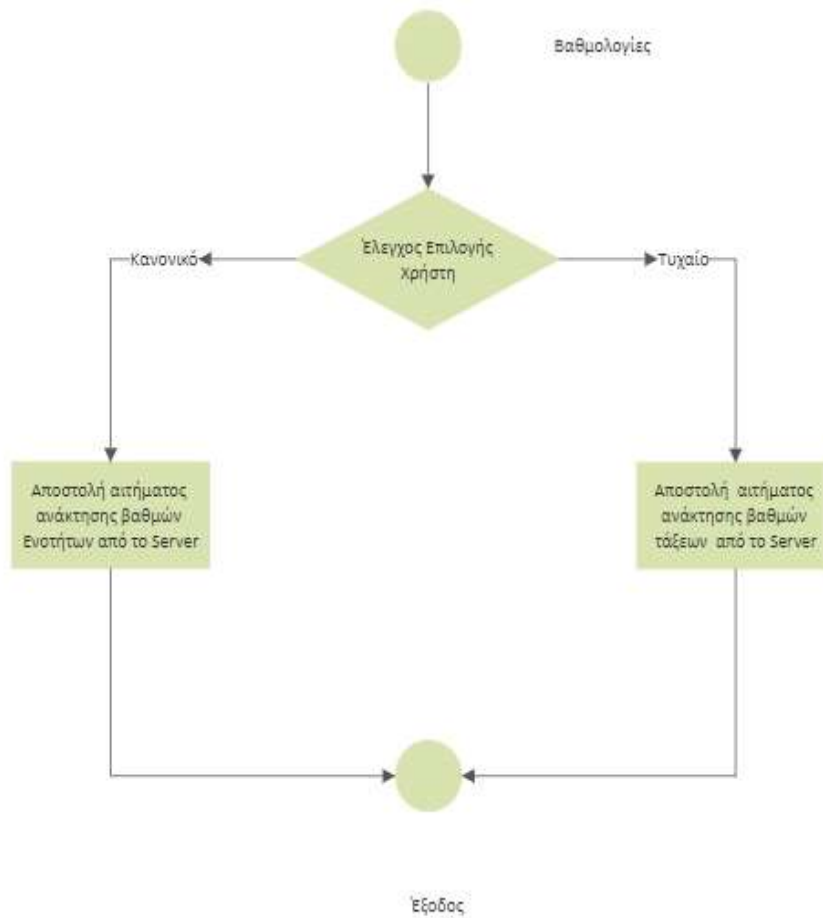 Βαθμολογίες
Έλεγχος Επιλογής
Χρήστη
Κανονικό
Τυχαίο
Αποστολή αιτήματος
ανάκτησης βαθμών
Ενοτήτων από το Server
Αποστολή αιτήματος
ανάκτησης βαθμών
τάξεων από το Server
Έξοδος